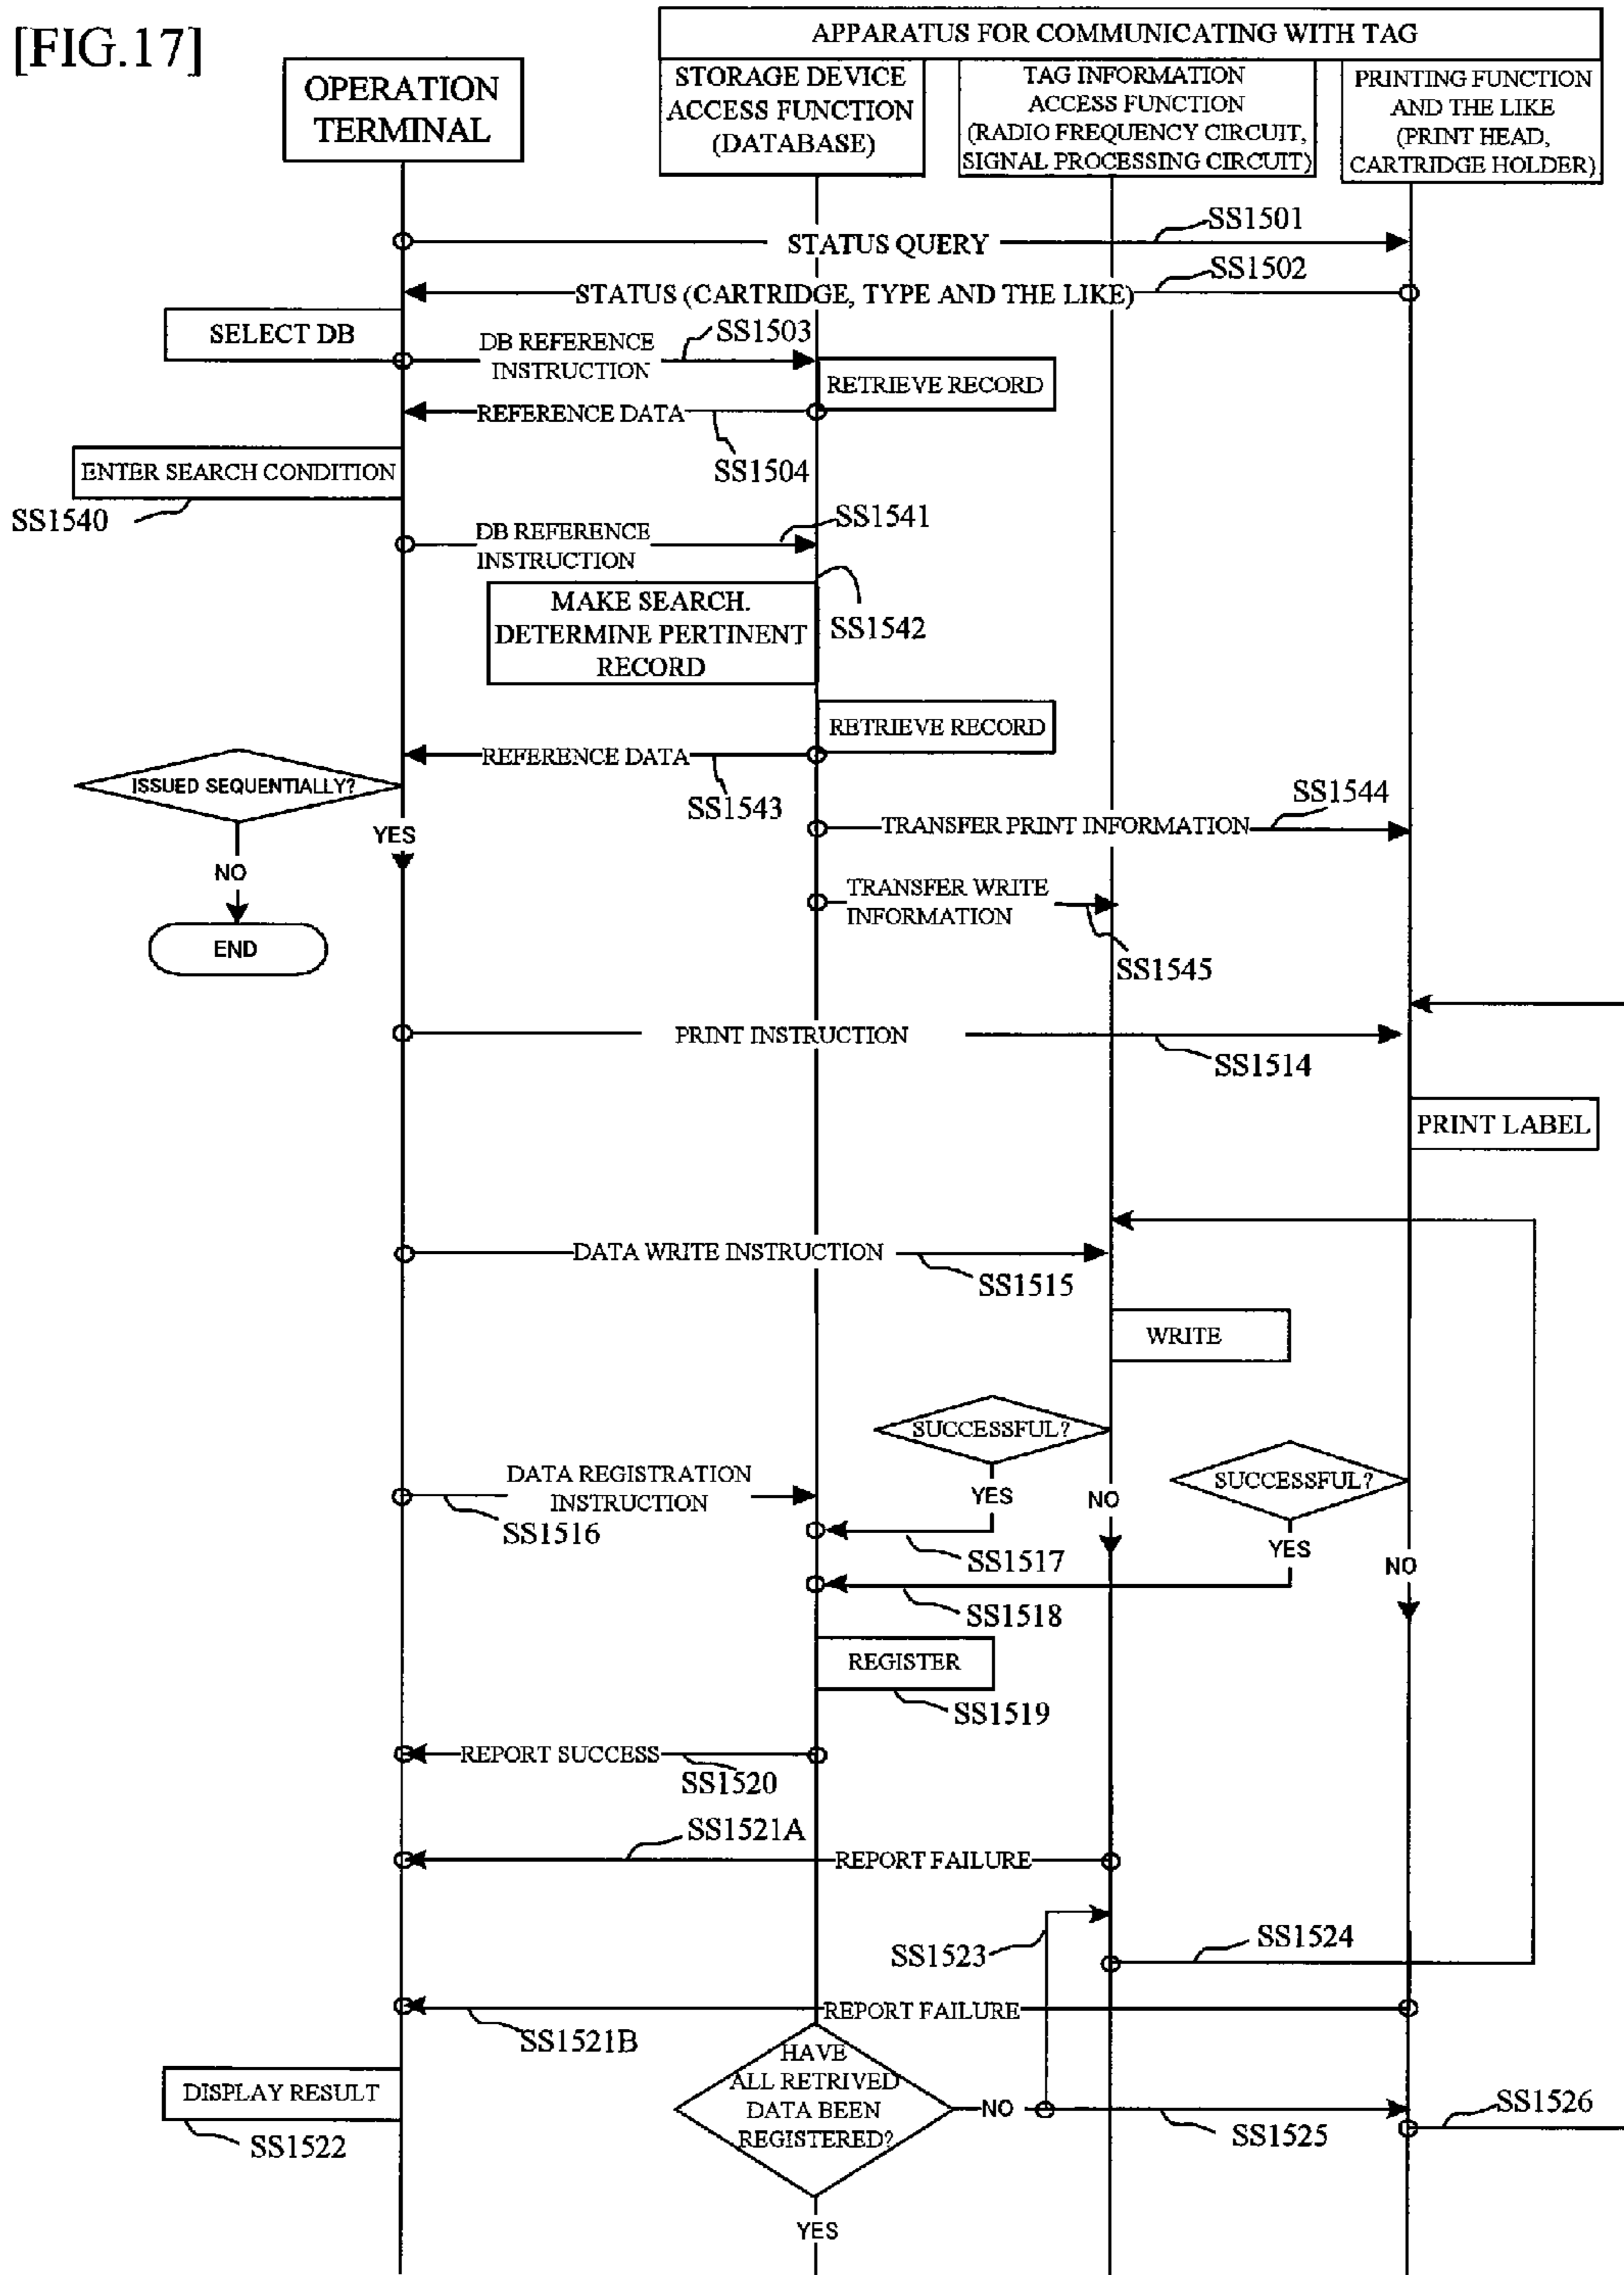 [FIG.17]
APPARATUS FOR COMMUNICATING WITH TAG
OPERATION
TERMINAL
STORAGE DEVICE
ACCESS FUNCTION
(DATABASE)
TAG INFORMATION
ACCESS FUNCTION
(RADIO FREQUENCY CIRCUIT,
SIGNAL PROCESSING CIRCUIT)
PRINTING FUNCTION
AND THE LIKE
(PRINT HEAD,
CARTRIDGE HOLDER)
SS1501
STATUS QUERY
SS1502
STATUS (CARTRIDGE, TYPE AND THE LIKE)
SELECT DB
DB REFERENCE
INSTRUCTION
SS1503
RETRIEVE RECORD
REFERENCE DATA
SS1504
ENTER SEARCH CONDITION
SS1540
DB REFERENCE
INSTRUCTION
SS1541
MAKE SEARCH.
DETERMINE PERTINENT
RECORD
SS1542
RETRIEVE RECORD
REFERENCE DATA
SS1543
ISSUED SEQUENTIALLY?
YES
NO
END
SS1544
TRANSFER PRINT INFORMATION
TRANSFER WRITE
INFORMATION
SS1545
PRINT INSTRUCTION
SS1514
PRINT LABEL
DATA WRITE INSTRUCTION
SS1515
WRITE
SUCCESSFUL?
YES
NO
SUCCESSFUL?
YES
NO
DATA REGISTRATION
INSTRUCTION
SS1516
SS1517
SS1518
REGISTER
SS1519
REPORT SUCCESS
SS1520
SS1521A
REPORT FAILURE
SS1523
SS1524
REPORT FAILURE
SS1521B
DISPLAY RESULT
SS1522
HAVE
ALL RETRIVED
DATA BEEN
REGISTERED?
NO
SS1525
SS1526
YES